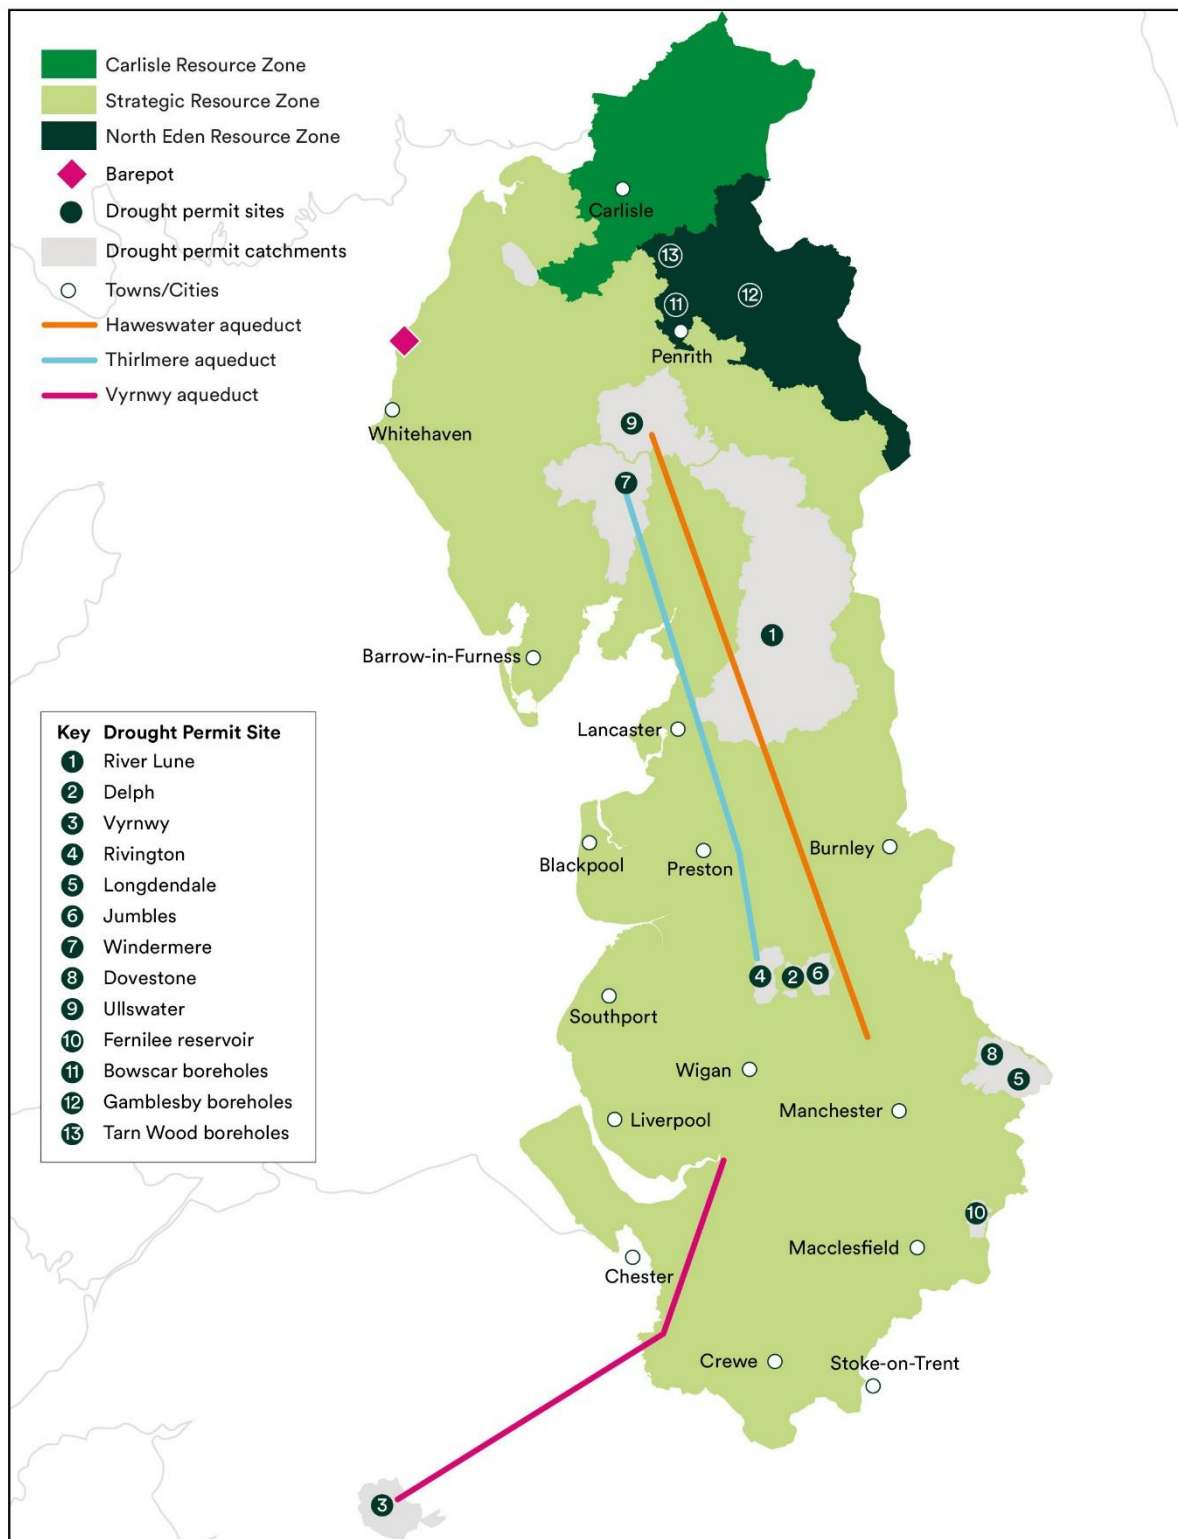 Carlisle Resource Zone
Strategic Resource Zone
North Eden Resource Zone
Barepot
Drought permit sites
Drought permit catchments
Towns/Cities
Haweswater aqueduct
Thirlmere aqueduct
Vyrnwy aqueduct
Carlisle
13
12
11
Penrith
Whitehaven
9
7
1
Barrow-in-Furness
Lancaster
Blackpool
Preston
Burnley
4
2
6
Southport
Wigan
8
5
Liverpool
Manchester
10
Macclesfield
Chester
Crewe
Stoke-on-Trent
3
Key Drought Permit Site
1 River Lune
2 Delph
3 Vyrnwy
4 Rivington
5 Longdendale
6 Jumbles
7 Windermere
8 Dovestone
9 Ullswater
10 Fernilee reservoir
11 Bowscar boreholes
12 Gamblesby boreholes
13 Tarn Wood boreholes